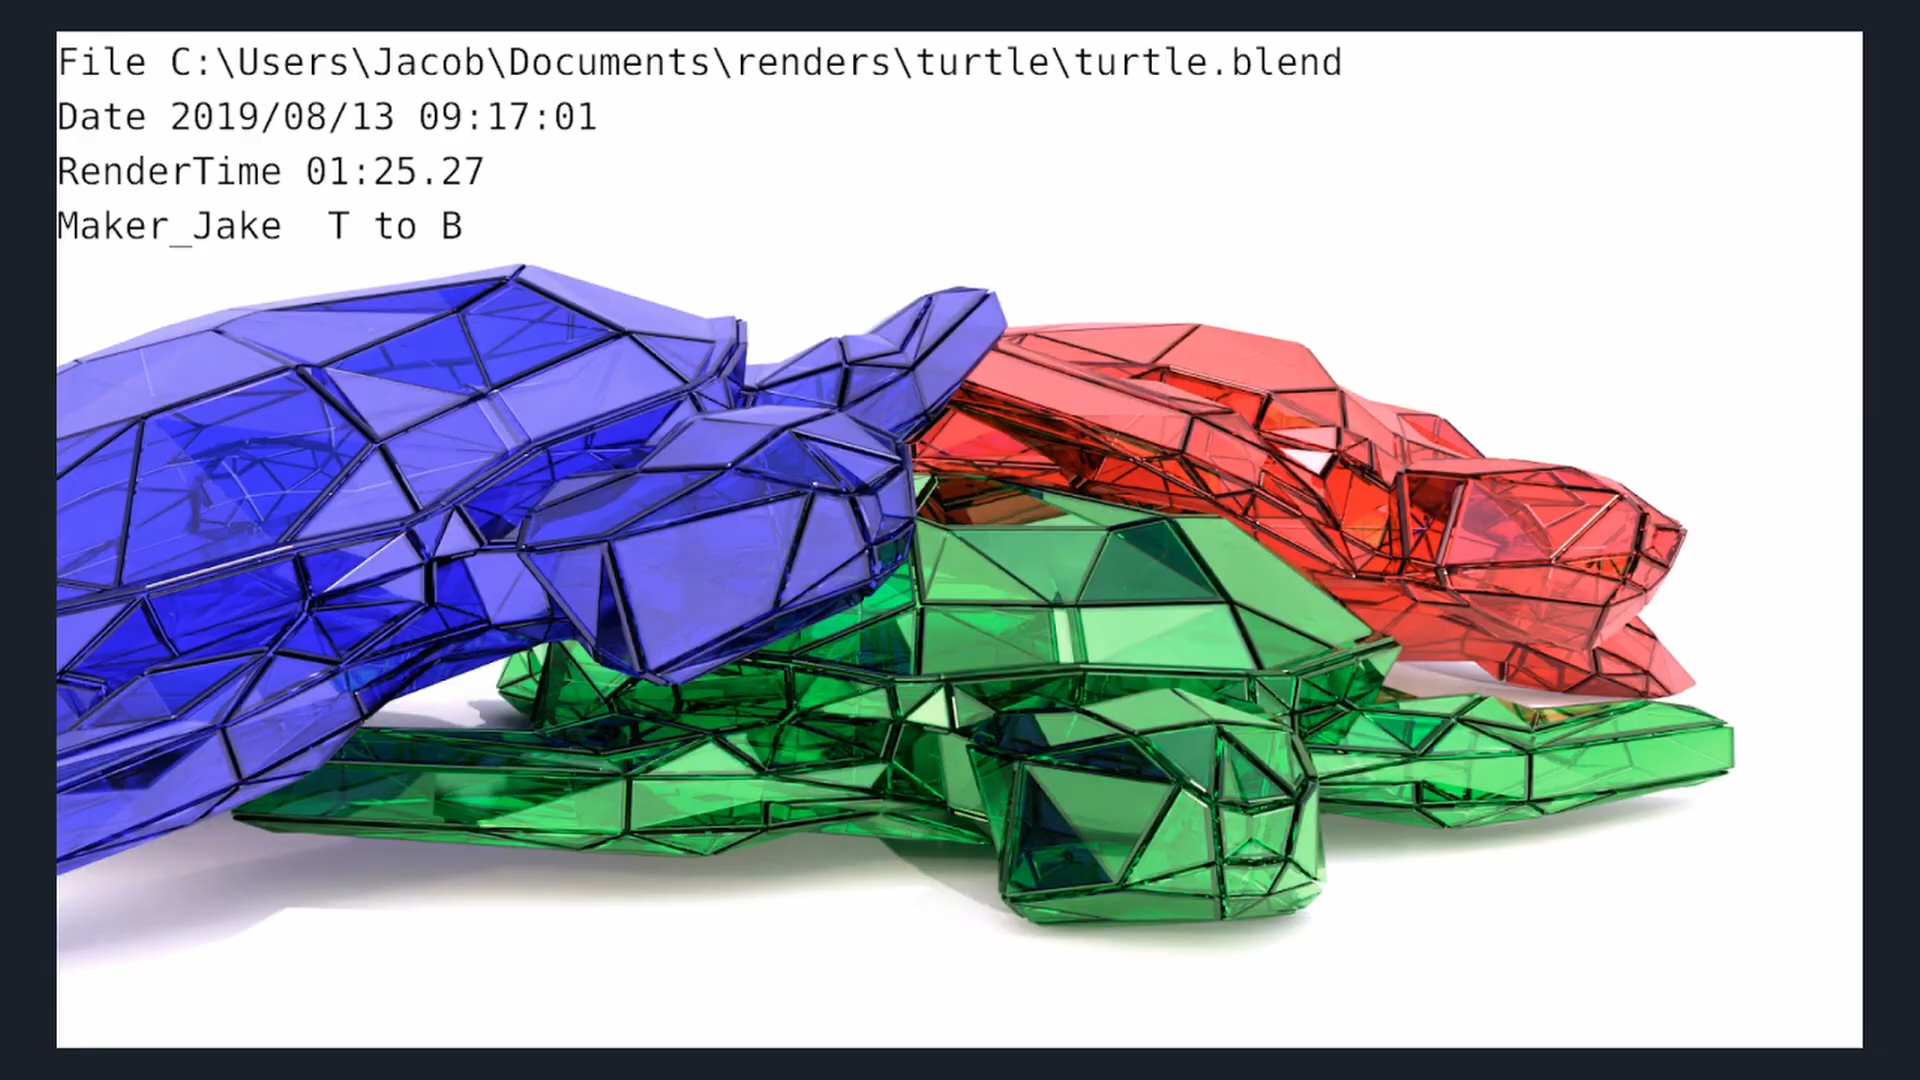 File C:\Users\Jacob\Documents\renders\turtle\turtle.blend
Date 2019/08/13 09:17:01
RenderTime 01:25.27
Maker_Jake  T to B